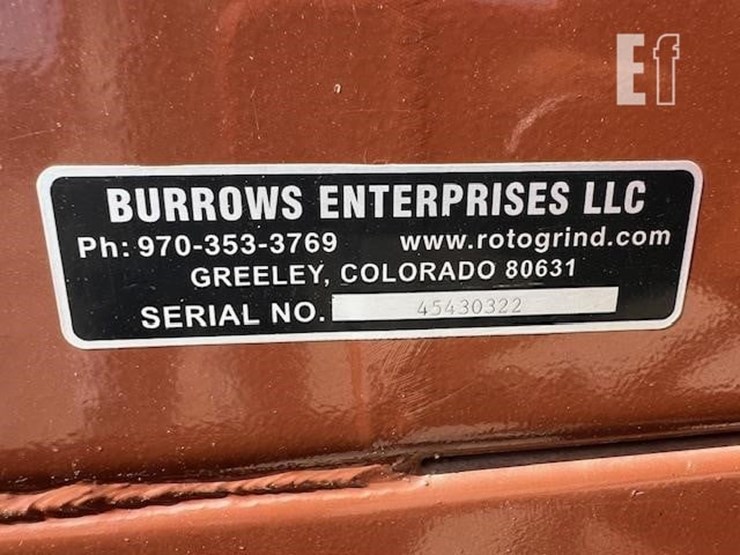 Ef
BURROWS ENTERPRISES LLC
Ph: 970-353-3769 www.rotogrind.com
GREELEY, COLORADO 80631
SERIAL NO. 45430322